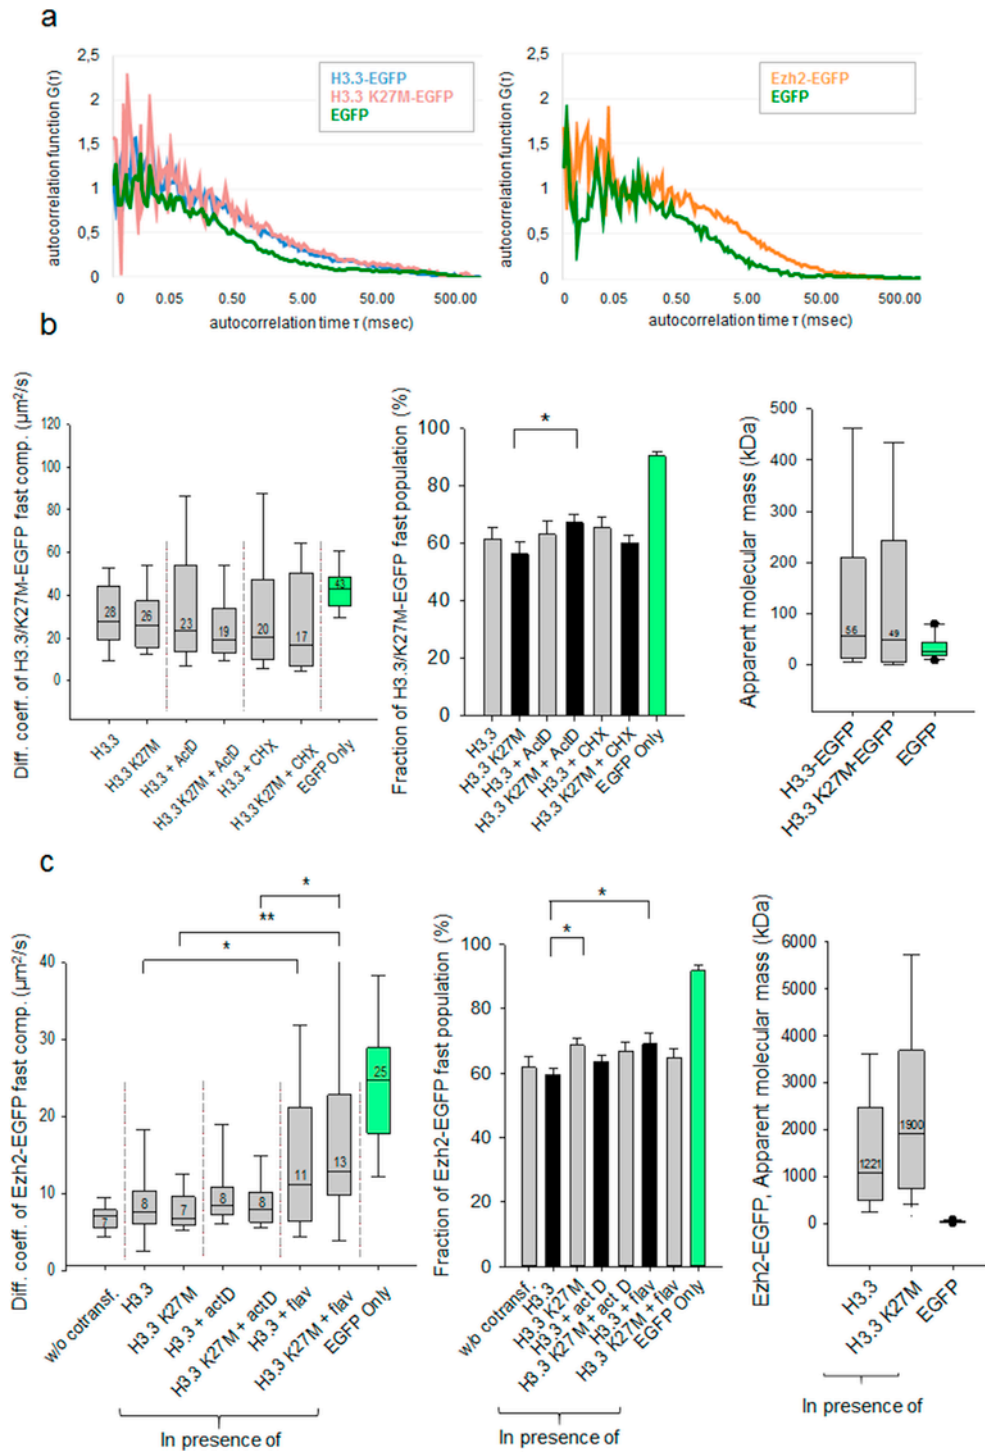 a
autocorrelation function G(τ)
2,5
2
1,5
1
0,5
0
H3.3-EGFP
H3.3 K27M-EGFP
EGFP
0 0.05 0.50 5.00 50.00 500.00
autocorrelation time τ (msec)
autocorrelation function G(τ)
2,5
2
1,5
1
0,5
0
Ezh2-EGFP
EGFP
0 0.05 0.50 5.00 50.00 500.00
autocorrelation time τ (msec)
b
Diff. coeff. of H3.3/K27M-EGFP fast comp. (µm²/s)
120
100
80
60
40
20
0
28 26 23 19 20 17 43
H3.3
H3.3 K27M
H3.3 + ActD
H3.3 K27M + ActD
H3.3 + CHX
H3.3 K27M + CHX
EGFP Only
Fraction of H3.3/K27M-EGFP fast population (%)
100
80
60
40
20
0
*
H3.3
H3.3 K27M
H3.3 + ActD
H3.3 K27M + ActD
H3.3 + CHX
H3.3 K27M + CHX
EGFP Only
Apparent molecular mass (kDa)
500
400
300
200
100
0
56 49
H3.3-EGFP
H3.3 K27M-EGFP
EGFP
c
Diff. coeff. of Ezh2-EGFP fast comp. (µm²/s)
40
30
20
10
0
*
**
*
7 8 7 8 8 11 13 25
w/o cotransf.
H3.3
H3.3 K27M
H3.3 + actD
H3.3 K27M + actD
H3.3 + flav
H3.3 K27M + flav
EGFP Only
In presence of
Fraction of Ezh2-EGFP fast population (%)
100
80
60
40
20
0
*
*
w/o cotransf.
H3.3
H3.3 K27M
H3.3 + act D
H3.3 K27M + act D
H3.3 + flav
H3.3 K27M + flav
EGFP Only
In presence of
Ezh2-EGFP, Apparent molecular mass (kDa)
6000
5000
4000
3000
2000
1000
0
1221 1900
H3.3
H3.3 K27M
EGFP
In presence of